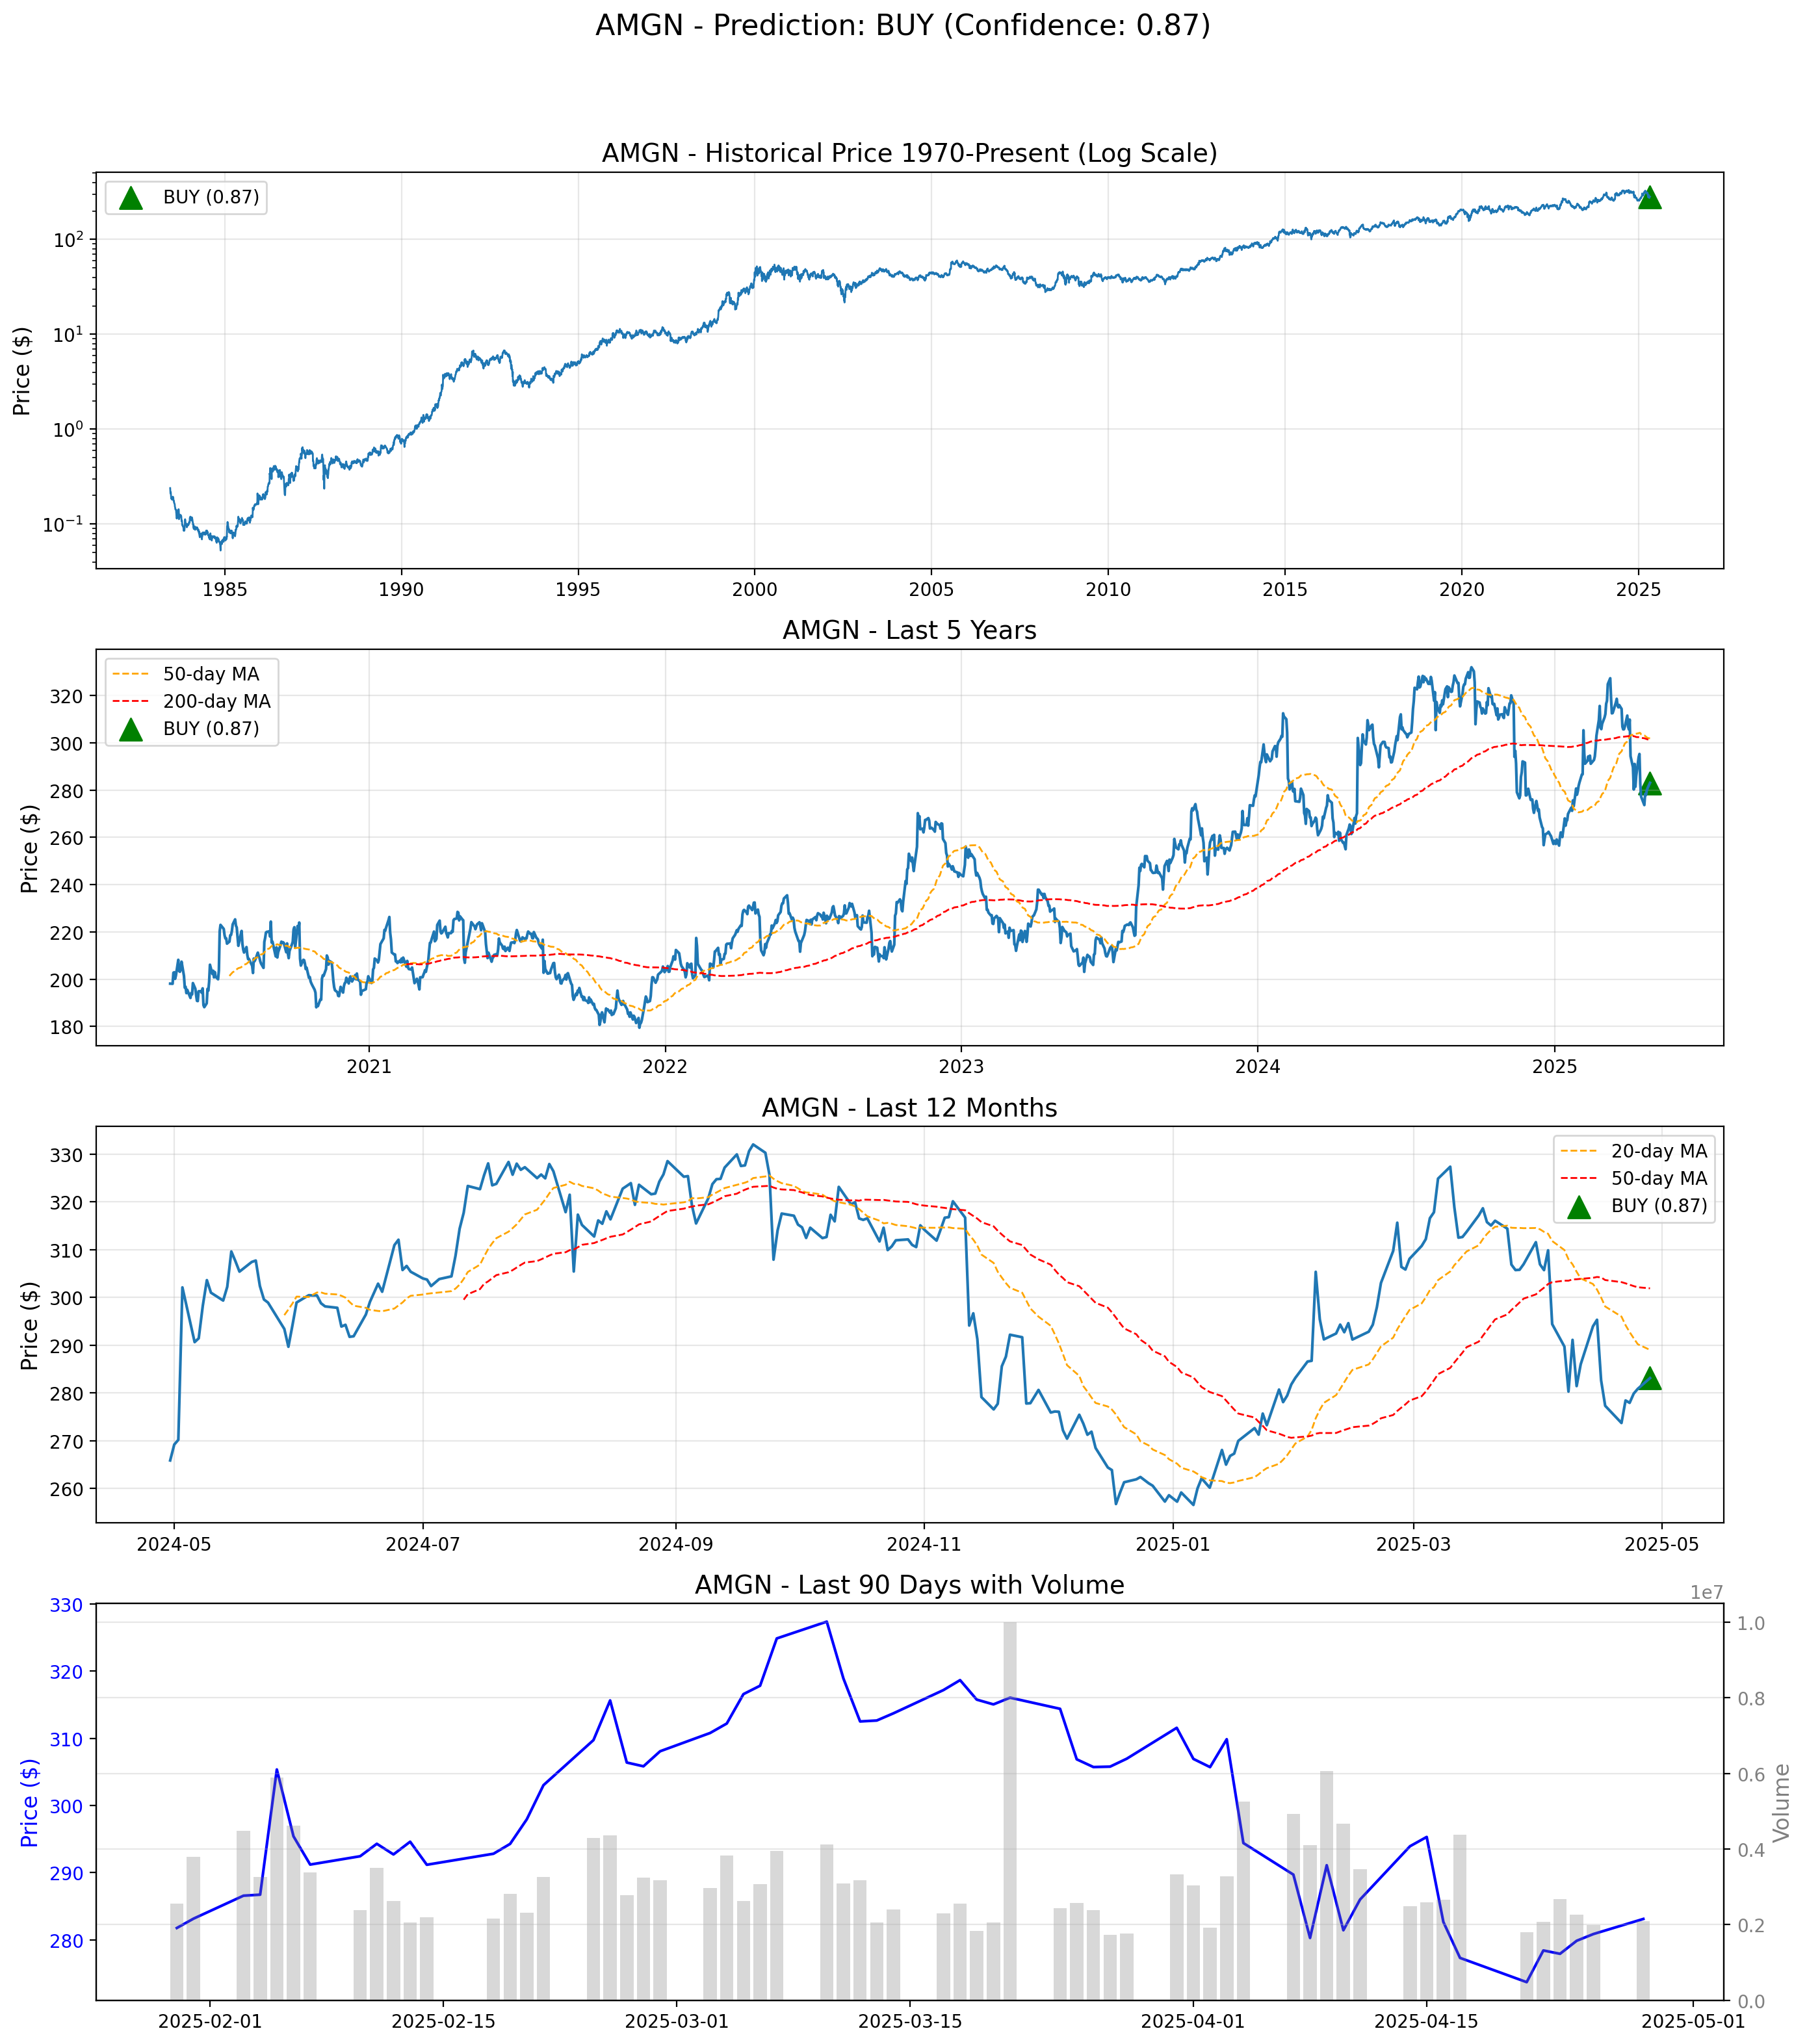 AMGN - Prediction: BUY (Confidence: 0.87)
AMGN - Historical Price 1970-Present (Log Scale)
BUY (0.87)
Price ($)
10²
10¹
10⁰
10⁻¹
1985 1990 1995 2000 2005 2010 2015 2020 2025
AMGN - Last 5 Years
50-day MA
200-day MA
BUY (0.87)
Price ($)
320
300
280
260
240
220
200
180
2021 2022 2023 2024 2025
AMGN - Last 12 Months
20-day MA
50-day MA
BUY (0.87)
Price ($)
330
320
310
300
290
280
270
260
2024-05 2024-07 2024-09 2024-11 2025-01 2025-03 2025-05
AMGN - Last 90 Days with Volume
1e7
Price ($)
330
320
310
300
290
280
Volume
1.0
0.8
0.6
0.4
0.2
0.0
2025-02-01 2025-02-15 2025-03-01 2025-03-15 2025-04-01 2025-04-15 2025-05-01